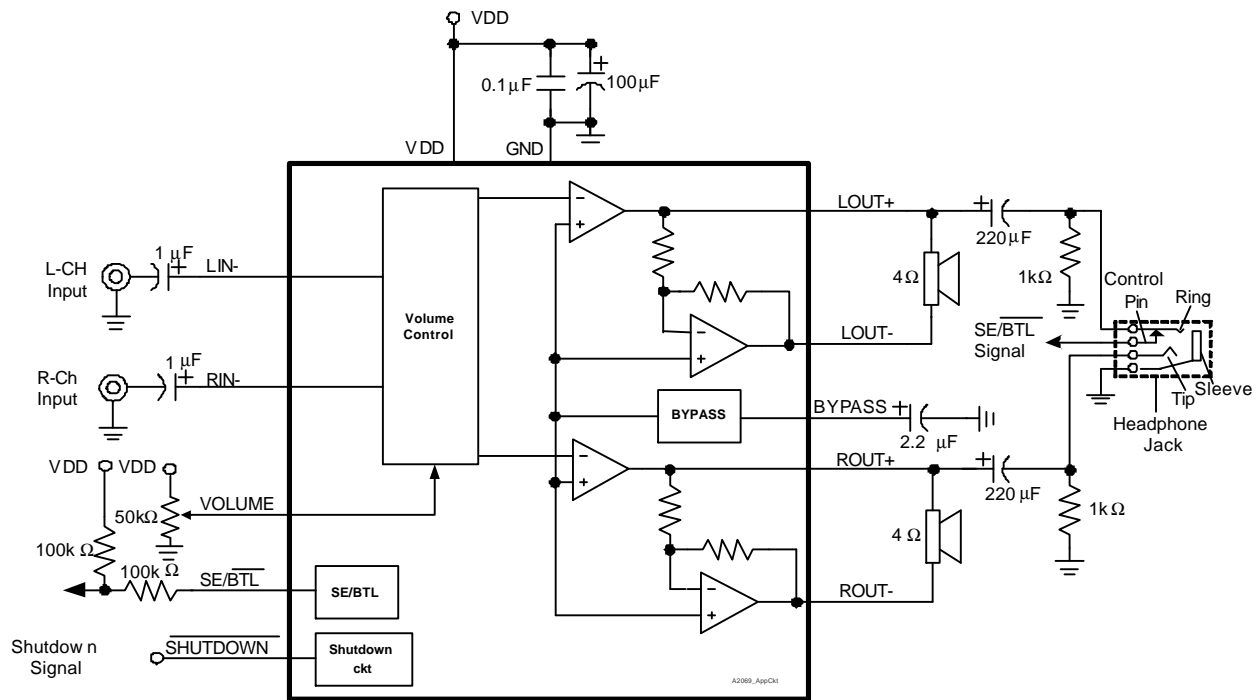 VDD
0.1μF
+
100μF
VDD
GND
L-CH
Input
1 μF
+
LIN-
R-Ch
Input
1 μF
+
RIN-
Volume
Control
VDD
VDD
50kΩ
VOLUME
100k Ω
100k Ω
SE/BTL
SE/BTL
Shutdow n
Signal
SHUTDOWN
Shutdown
ckt
−
+
−
+
BYPASS
−
+
−
+
A2069_AppCkt
LOUT+
+
220μF
1kΩ
4Ω
LOUT-
BYPASS
+
2.2 μF
ROUT+
+
220μF
1kΩ
4 Ω
ROUT-
Control
Pin
Ring
SE/BTL
Signal
Tip
Sleeve
Headphone
Jack